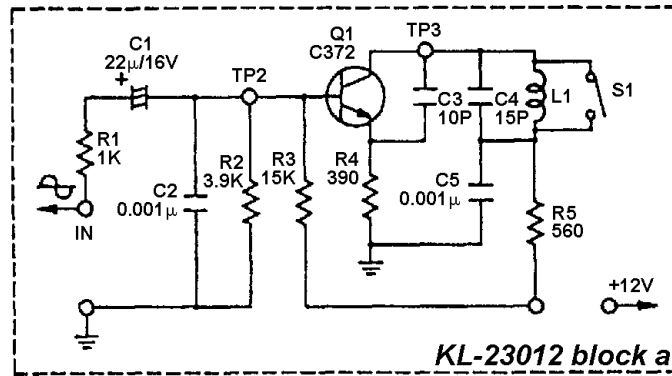 C1
22μ/16V
+
TP2
Q1
C372
TP3
C3
10P
C4
15P
L1
S1
R1
1K
IN
C2
0.001μ
R2
3.9K
R3
15K
R4
390
C5
0.001μ
R5
560
+12V
KL-23012 block a